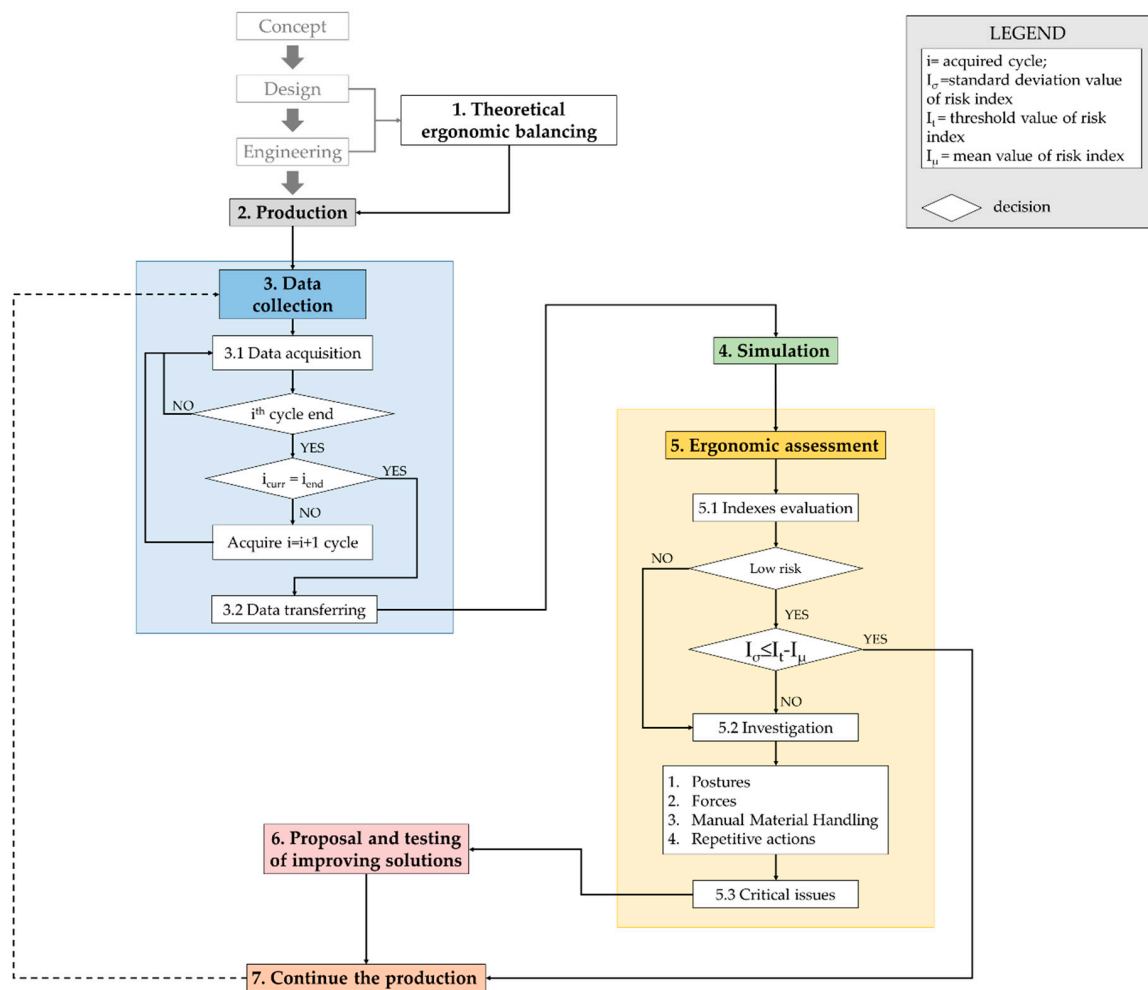 Concept
Design
Engineering
1. Theoretical
ergonomic balancing
2. Production
LEGEND
i= acquired cycle;
Iσ=standard deviation value
of risk index
It = threshold value of risk
index
Iμ = mean value of risk index
decision
3. Data
collection
3.1 Data acquisition
NO
ith cycle end
YES
icurr = iend
YES
NO
Acquire i=i+1 cycle
3.2 Data transferring
4. Simulation
5. Ergonomic assessment
5.1 Indexes evaluation
NO
Low risk
YES
Iσ≤It-Iμ
YES
NO
5.2 Investigation
1. Postures
2. Forces
3. Manual Material Handling
4. Repetitive actions
5.3 Critical issues
6. Proposal and testing
of improving solutions
7. Continue the production